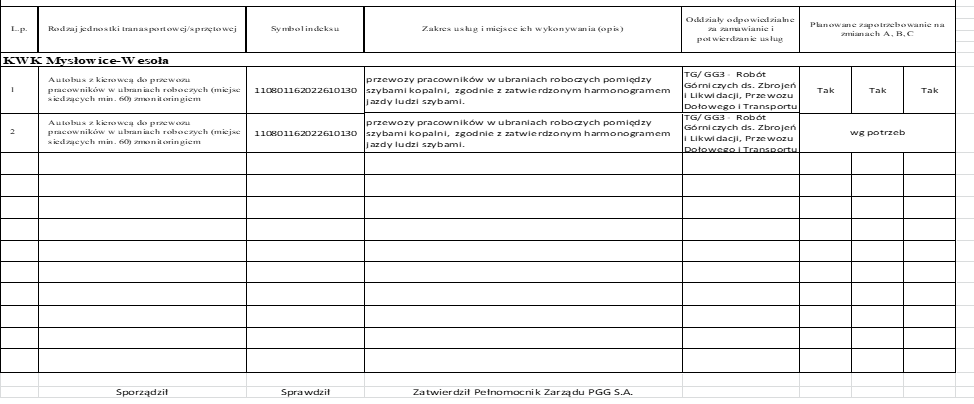 L.p. Rodzaj jednostki transportowej/sprzętowej Symbol indeksu Zakres usług i miejsce ich wykonywania (opis) Oddziały odpowiedzialne za zamawianie i potwierdzanie usług Planowane zapotrzebowanie na zmianach A, B, C
KWK Mysłowice-Wesoła
1 Autobus z kierowcą do przewozu pracowników w ubraniach roboczych (miejsc siedzących min. 60) z monitoringiem 110801162022610130 przewozy pracowników w ubraniach roboczych pomiędzy szybami kopalni, zgodnie z zatwierdzonym harmonogramem jazdy ludzi szybami. TG/ GG3 - Robót Górniczych ds. Zbrojeń i Likwidacji, Przewozu Dołowego i Transportu Tak Tak Tak
2 Autobus z kierowcą do przewozu pracowników w ubraniach roboczych (miejsc siedzących min. 60) z monitoringiem 110801162022610130 przewozy pracowników w ubraniach roboczych pomiędzy szybami kopalni, zgodnie z zatwierdzonym harmonogramem jazdy ludzi szybami. TG/ GG3 - Robót Górniczych ds. Zbrojeń i Likwidacji, Przewozu Dołowego i Transportu wg potrzeb
Sporządził Sprawdził Zatwierdził Pełnomocnik Zarządu PGG S.A.